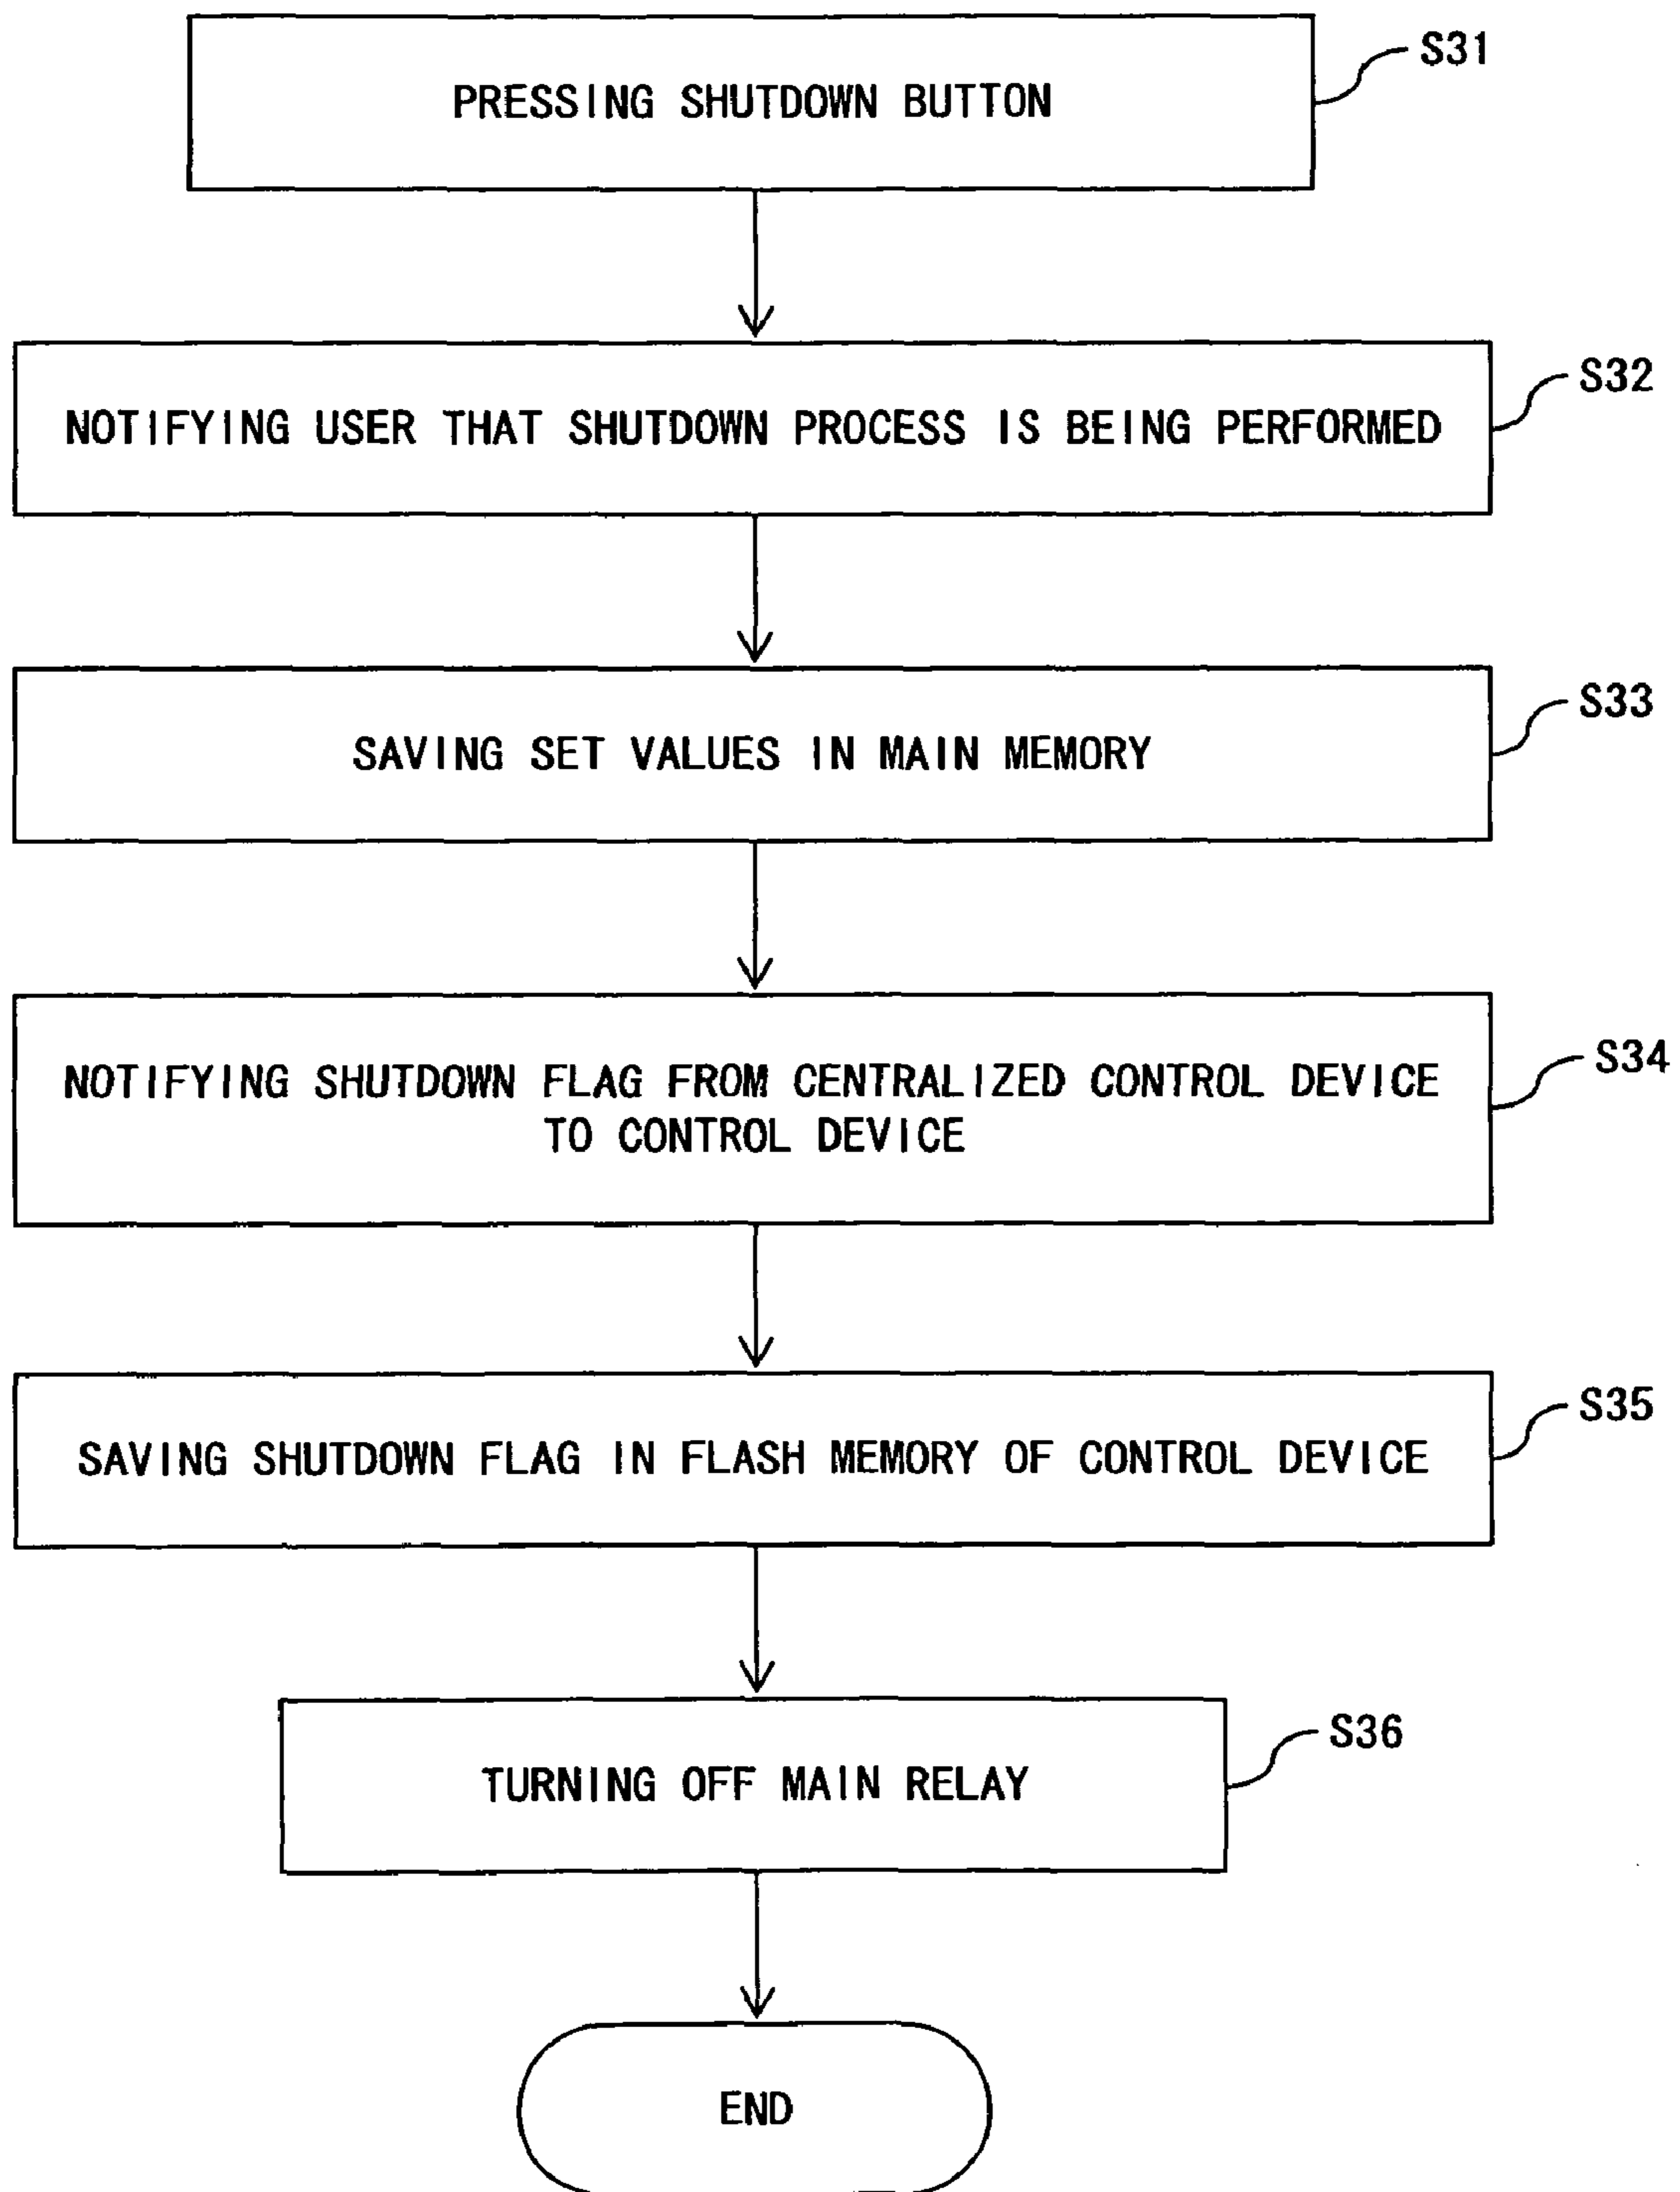 PRESSING SHUTDOWN BUTTON
S31
NOTIFYING USER THAT SHUTDOWN PROCESS IS BEING PERFORMED
S32
SAVING SET VALUES IN MAIN MEMORY
S33
NOTIFYING SHUTDOWN FLAG FROM CENTRALIZED CONTROL DEVICE
TO CONTROL DEVICE
S34
SAVING SHUTDOWN FLAG IN FLASH MEMORY OF CONTROL DEVICE
S35
TURNING OFF MAIN RELAY
S36
END